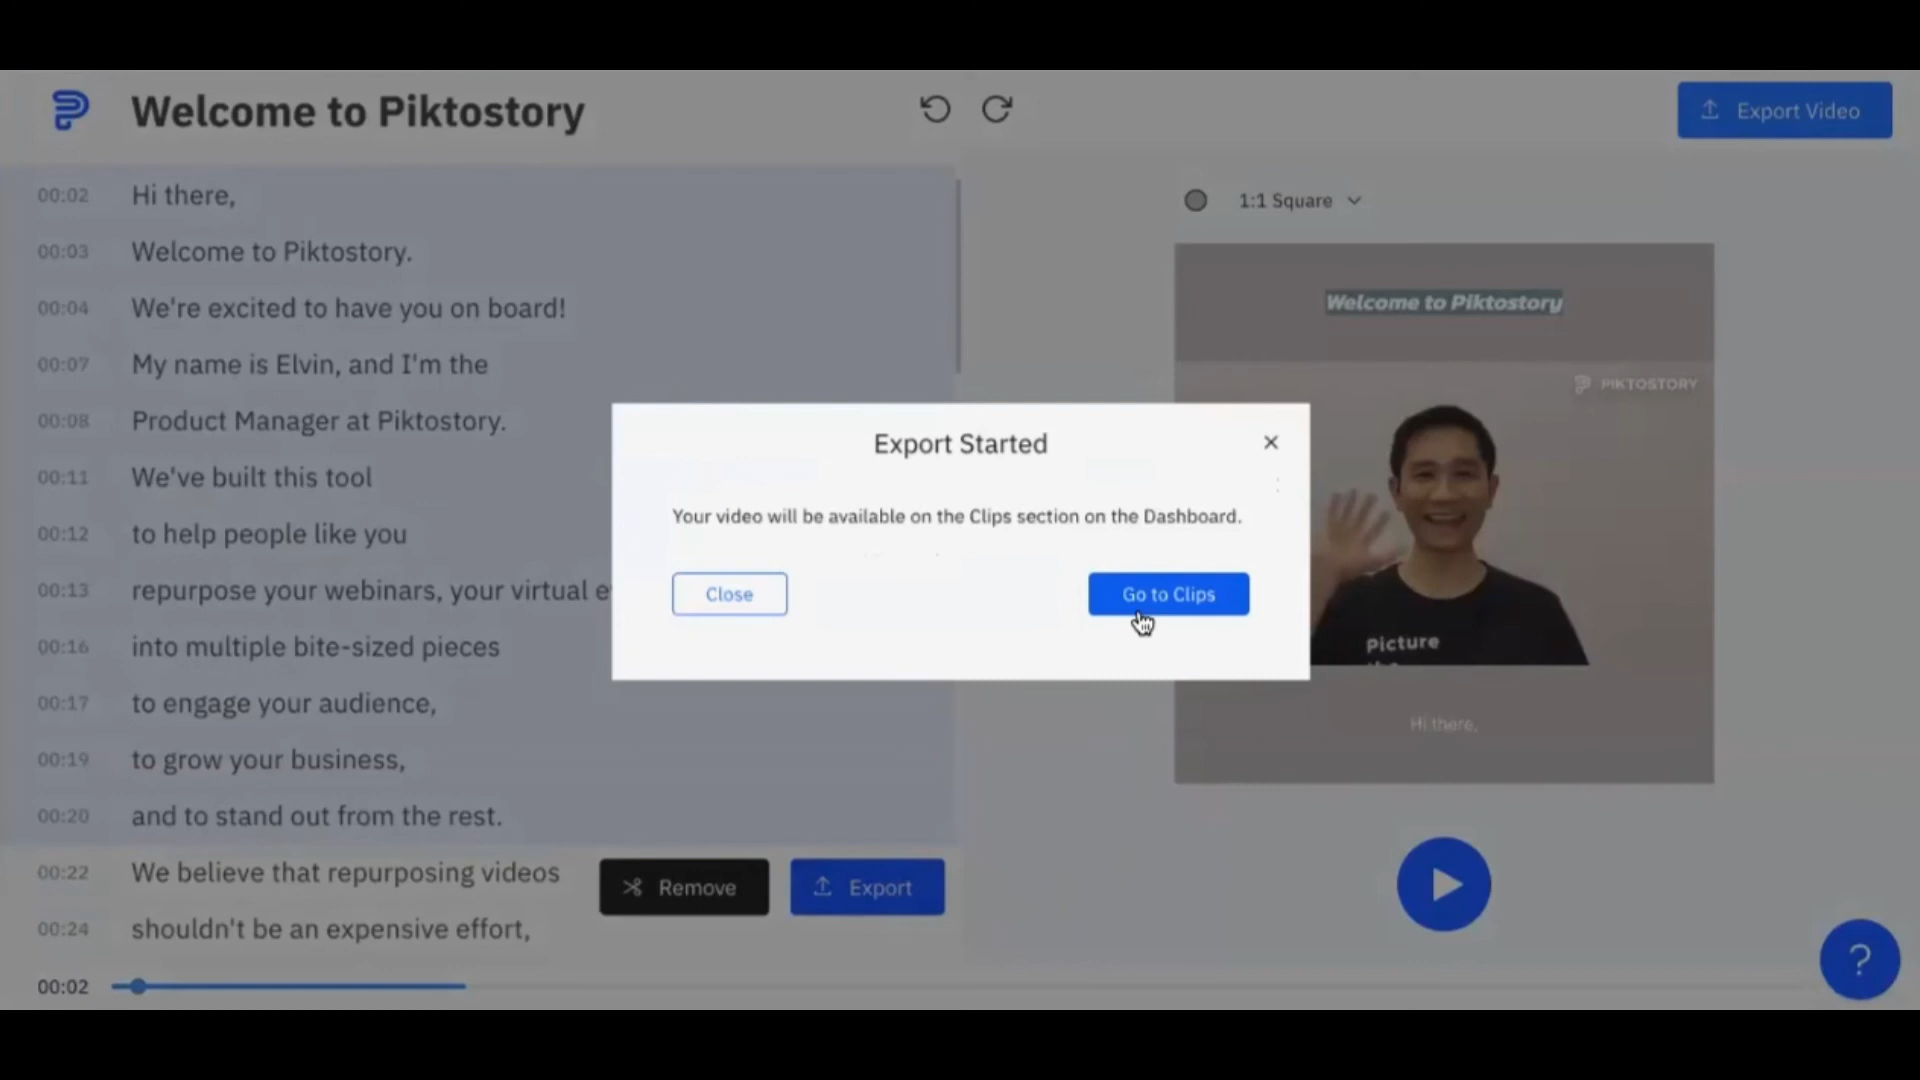 Welcome to Piktostory
Export Video
00:02 Hi there,
00:03 Welcome to Piktostory.
00:04 We're excited to have you on board!
00:07 My name is Elvin, and I'm the
00:08 Product Manager at Piktostory.
00:11 We've built this tool
00:12 to help people like you
00:13 repurpose your webinars, your virtual e
00:16 into multiple bite-sized pieces
00:17 to engage your audience,
00:19 to grow your business,
00:20 and to stand out from the rest.
00:22 We believe that repurposing videos
00:24 shouldn't be an expensive effort,
Remove
Export
00:02
Export Started
Your video will be available on the Clips section on the Dashboard.
Close
Go to Clips
1:1 Square
Welcome to Piktostory
PIKTOSTORY
Picture
Hi there,
?